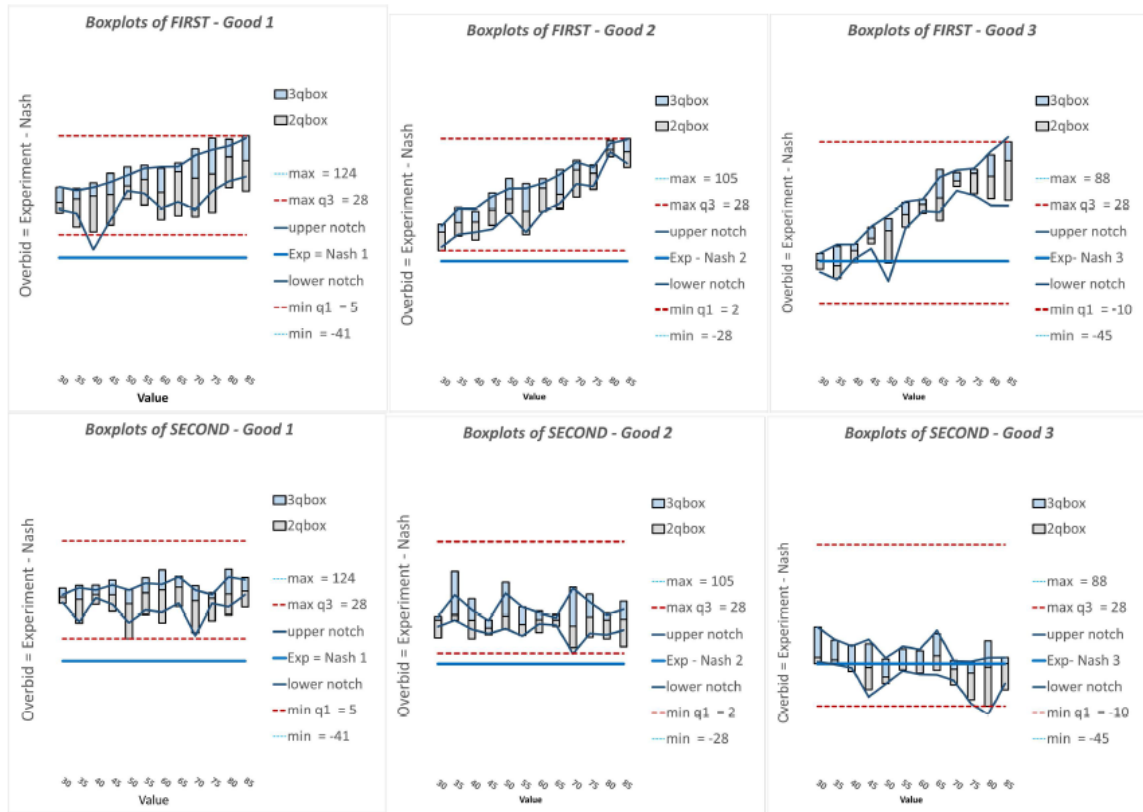 Boxplots of FIRST - Good 1
Overbid = Experiment - Nash
3qbox
2qbox
max = 124
max q3 = 28
upper notch
Exp = Nash 1
lower notch
min q1 = 5
min = -41
30 35 40 45 50 55 60 65 70 75 80 85
Value
Boxplots of FIRST - Good 2
Overbid = Experiment - Nash
3qbox
2qbox
max = 105
max q3 = 28
upper notch
Exp - Nash 2
lower notch
min q1 = 2
min = -28
30 35 40 45 50 55 60 65 70 75 80 85
Value
Boxplots of FIRST - Good 3
Overbid = Experiment - Nash
3qbox
2qbox
max = 88
max q3 = 28
upper notch
Exp- Nash 3
lower notch
min q1 = -10
min = -45
30 35 40 45 50 55 60 65 70 75 80 85
Value
Boxplots of SECOND - Good 1
Overbid = Experiment - Nash
3qbox
2qbox
max = 124
max q3 = 28
upper notch
Exp = Nash 1
lower notch
min q1 = 5
min = -41
30 35 40 45 50 55 60 65 70 75 80 85
Value
Boxplots of SECOND - Good 2
Overbid = Experiment - Nash
3qbox
2qbox
max = 105
max q3 = 28
upper notch
Exp - Nash 2
lower notch
min q1 = 2
min = -28
30 35 40 45 50 55 60 65 70 75 80 85
Value
Boxplots of SECOND - Good 3
Overbid = Experiment - Nash
3qbox
2qbox
max = 88
max q3 = 28
upper notch
Exp- Nash 3
lower notch
min q1 = -10
min = -45
30 35 40 45 50 55 60 65 70 75 80 85
Value